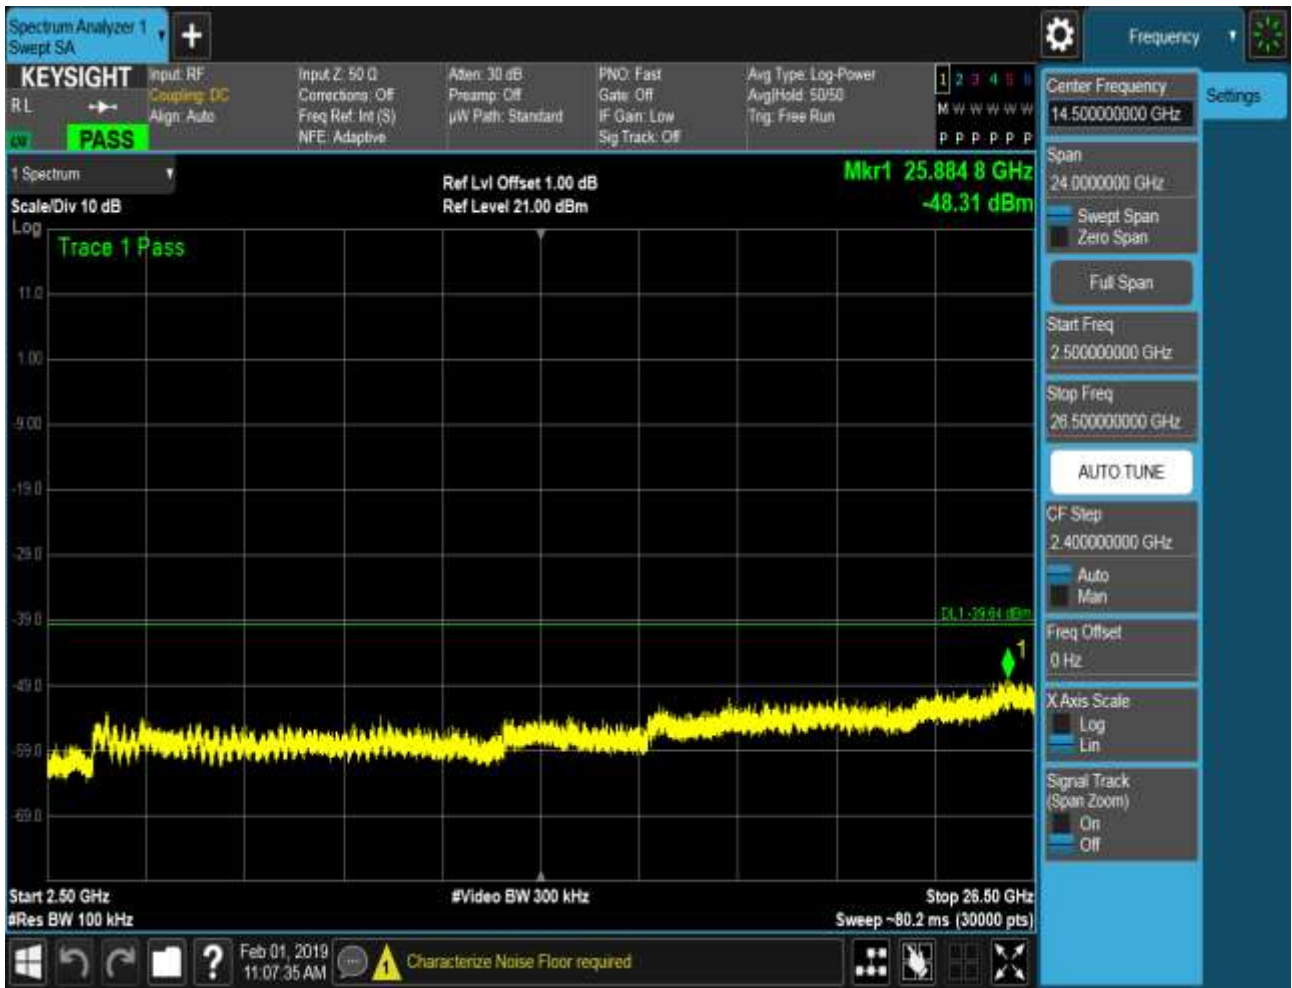 Spectrum Analyzer 1
Swept SA
+
Frequency
KEYSIGHT
RL
PASS
Input: RF
Coupling: DC
Align: Auto
Input Z: 50 Ω
Corrections: Off
Freq Ref: Int (S)
NFE: Adaptive
Atten: 30 dB
Preamp: Off
µW Path: Standard
PNO: Fast
Gate: Off
IF Gain: Low
Sig Track: Off
Avg Type: Log-Power
Avg|Hold: 50/50
Trig: Free Run
1 2 3 4 5 6
M W W W W W
P P P P P P
1 Spectrum
Scale/Div 10 dB
Log
Ref Lvl Offset 1.00 dB
Ref Level 21.00 dBm
Mkr1 25.884 8 GHz
-48.31 dBm
Trace 1 Pass
11.0
1.00
-9.00
-19.0
-29.0
-39.0
-49.0
-59.0
-69.0
DL1 -39.64 dBm
1
Start 2.50 GHz
#Res BW 100 kHz
#Video BW 300 kHz
Stop 26.50 GHz
Sweep ~80.2 ms (30000 pts)
Center Frequency
14.500000000 GHz
Span
24.0000000 GHz
Swept Span
Zero Span
Full Span
Start Freq
2.500000000 GHz
Stop Freq
26.500000000 GHz
AUTO TUNE
CF Step
2.400000000 GHz
Auto
Man
Freq Offset
0 Hz
X Axis Scale
Log
Lin
Signal Track
(Span Zoom)
On
Off
Settings
?
Feb 01, 2019
11:07:35 AM
1
Characterize Noise Floor required